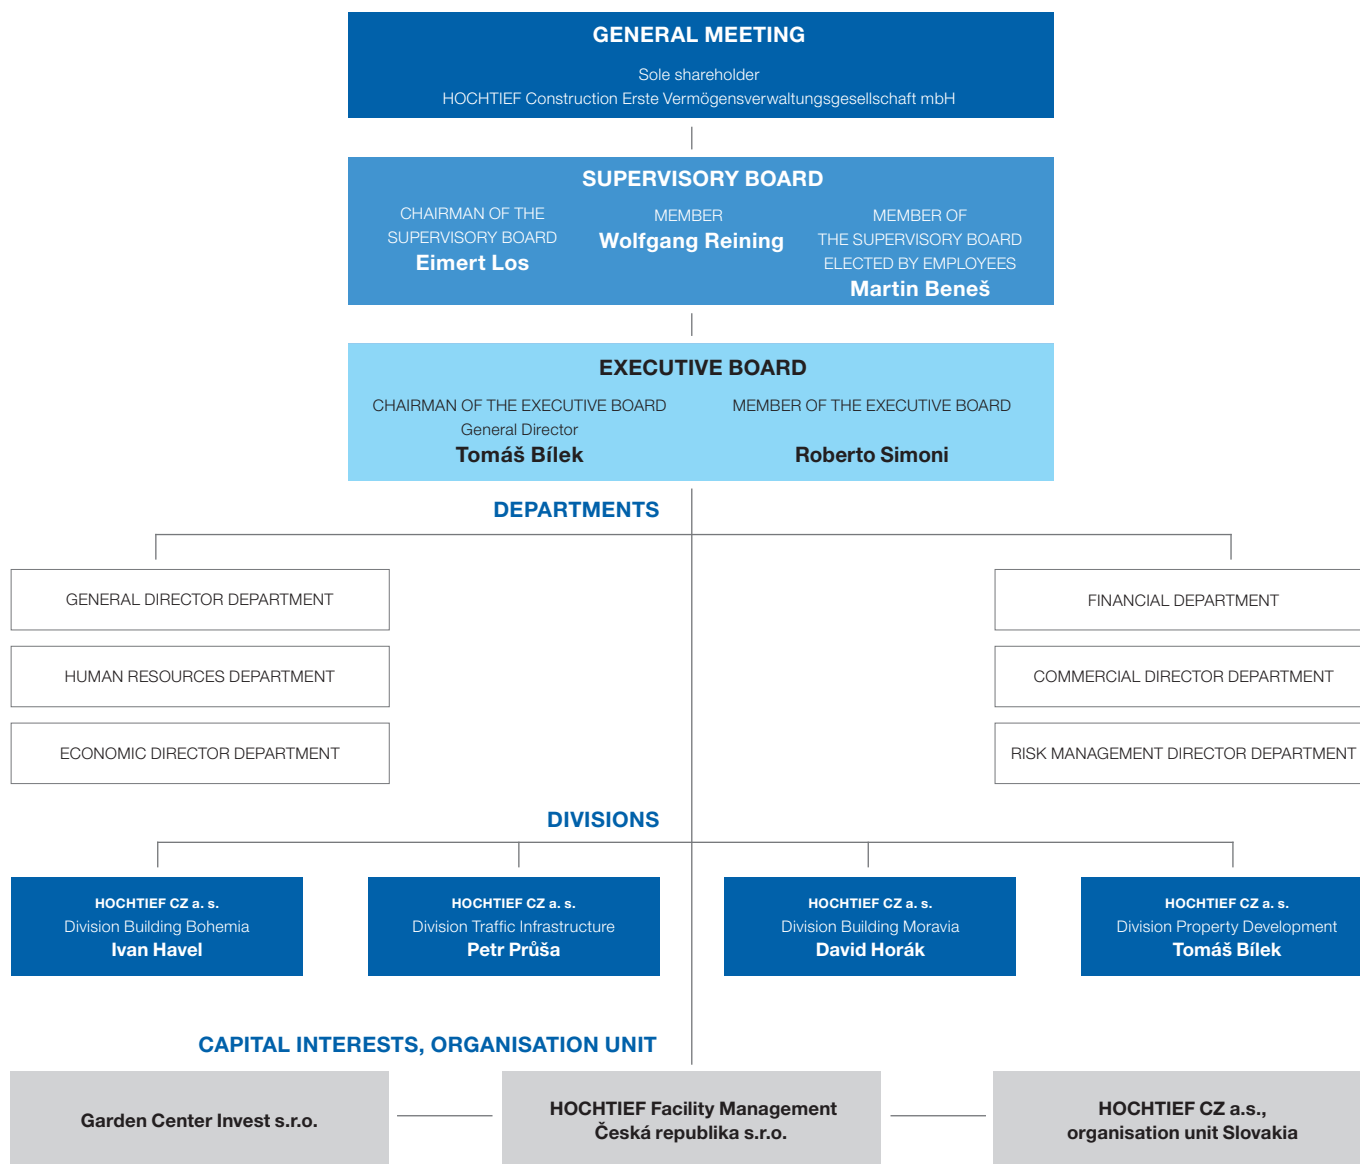 GENERAL MEETING
Sole shareholder
HOCHTIEF Construction Erste Vermögensverwaltungsgesellschaft mbH
SUPERVISORY BOARD
CHAIRMAN OF THE
SUPERVISORY BOARD
Eimert Los
MEMBER
Wolfgang Reining
MEMBER OF
THE SUPERVISORY BOARD
ELECTED BY EMPLOYEES
Martin Beneš
EXECUTIVE BOARD
CHAIRMAN OF THE EXECUTIVE BOARD
General Director
Tomáš Bílek
MEMBER OF THE EXECUTIVE BOARD
Roberto Simoni
DEPARTMENTS
GENERAL DIRECTOR DEPARTMENT
HUMAN RESOURCES DEPARTMENT
ECONOMIC DIRECTOR DEPARTMENT
FINANCIAL DEPARTMENT
COMMERCIAL DIRECTOR DEPARTMENT
RISK MANAGEMENT DIRECTOR DEPARTMENT
DIVISIONS
HOCHTIEF CZ a. s.
Division Building Bohemia
Ivan Havel
HOCHTIEF CZ a. s.
Division Traffic Infrastructure
Petr Průša
HOCHTIEF CZ a. s.
Division Building Moravia
David Horák
HOCHTIEF CZ a. s.
Division Property Development
Tomáš Bílek
CAPITAL INTERESTS, ORGANISATION UNIT
Garden Center Invest s.r.o.
HOCHTIEF Facility Management
Česká republika s.r.o.
HOCHTIEF CZ a.s.,
organisation unit Slovakia